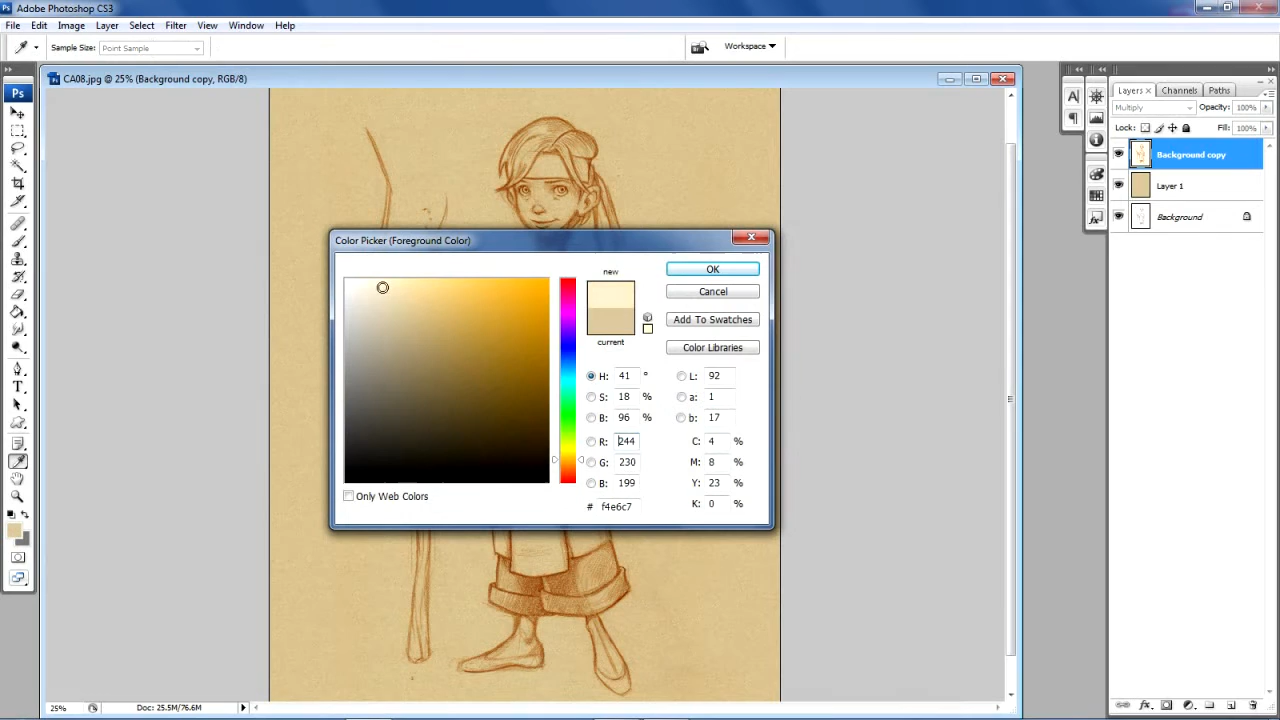 Ps Adobe Photoshop CS3
File Edit Image Layer Select Filter View Window Help
Sample Size: Point Sample
Workspace
CA08.jpg @ 25% (Background copy, RGB/8)
Ps
T
A
Layers x Channels Paths
Multiply Opacity: 100%
Lock: Fill: 100%
Background copy
Layer 1
Background
Color Picker (Foreground Color)
new
current
OK
Cancel
Add To Swatches
Color Libraries
H: 41 ° L: 92
S: 18 % a: 1
B: 96 % b: 17
R: 244 C: 4 %
G: 230 M: 8 %
B: 199 Y: 23 %
# f4e6c7 K: 0 %
Only Web Colors
25% Doc: 25.5M/76.6M
fx